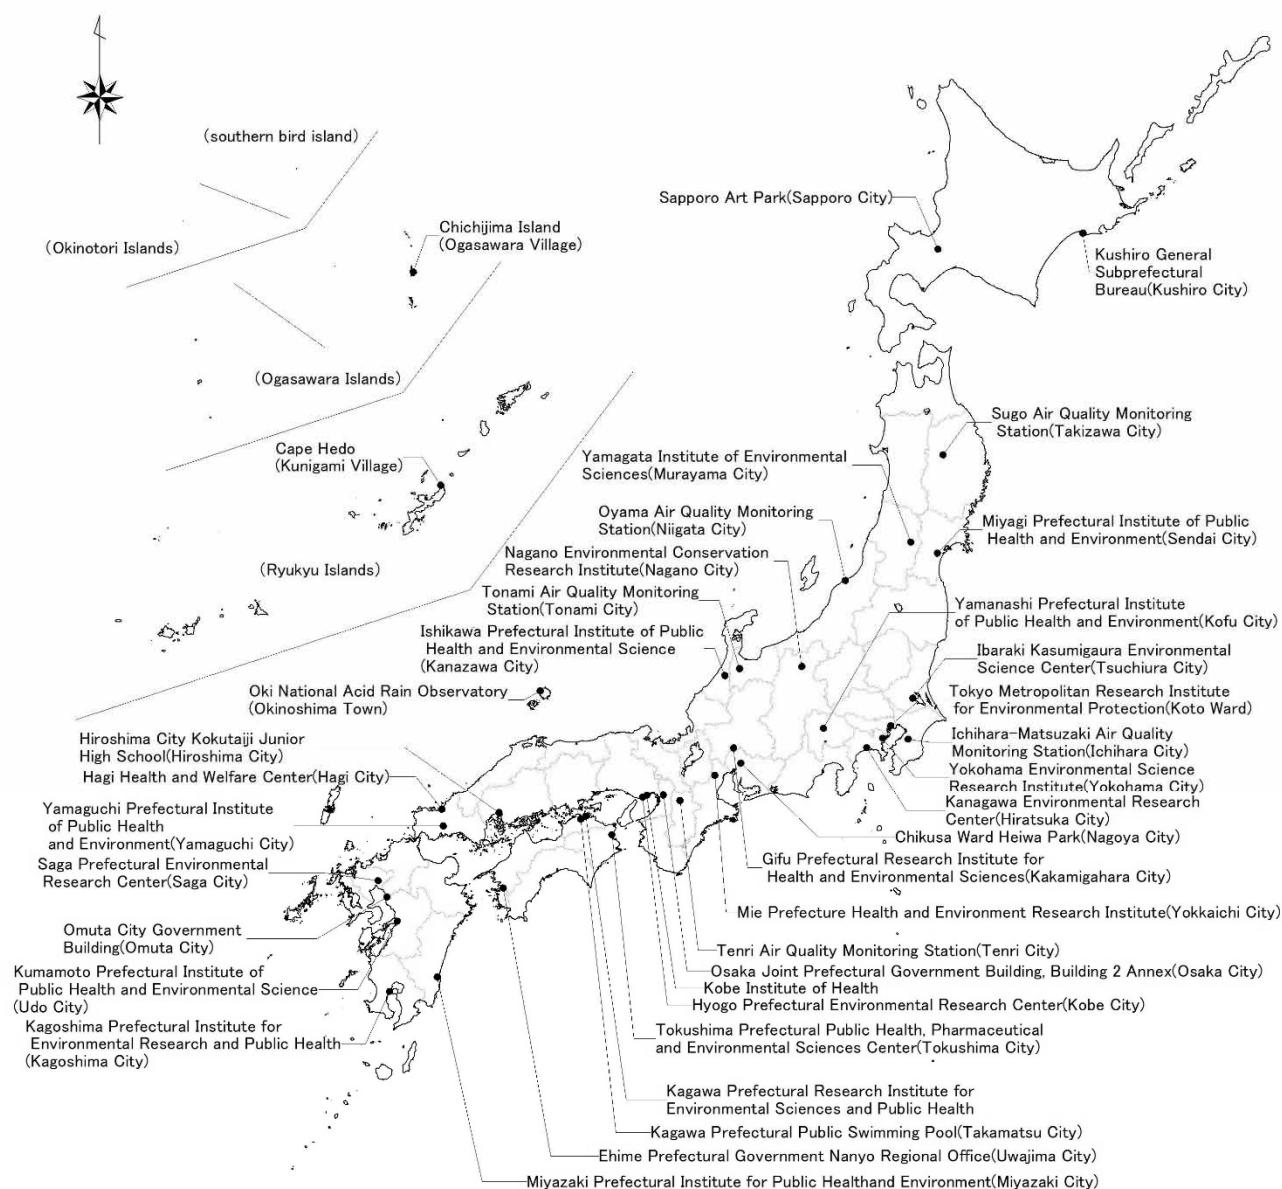 (southern bird island)
(Okinotori Islands)
Chichijima Island
(Ogasawara Village)
(Ogasawara Islands)
Cape Hedo
(Kunigami Village)
(Ryukyu Islands)
Sapporo Art Park(Sapporo City)
Kushiro General
Subprefectural
Bureau(Kushiro City)
Sugo Air Quality Monitoring
Station(Takizawa City)
Yamagata Institute of Environmental
Sciences(Murayama City)
Oyama Air Quality Monitoring
Station(Niigata City)
Miyagi Prefectural Institute of Public
Health and Environment(Sendai City)
Nagano Environmental Conservation
Research Institute(Nagano City)
Tonami Air Quality Monitoring
Station(Tonami City)
Yamanashi Prefectural Institute
of Public Health and Environment(Kofu City)
Ishikawa Prefectural Institute of Public
Health and Environmental Science
(Kanazawa City)
Ibaraki Kasumigaura Environmental
Science Center(Tsuchiura City)
Oki National Acid Rain Observatory
(Okinoshima Town)
Tokyo Metropolitan Research Institute
for Environmental Protection(Koto Ward)
Hiroshima City Kokutaiji Junior
High School(Hiroshima City)
Ichihara-Matsuzaki Air Quality
Monitoring Station(Ichihara City)
Hagi Health and Welfare Center(Hagi City)
Yokohama Environmental Science
Research Institute(Yokohama City)
Yamaguchi Prefectural Institute
of Public Health
and Environment(Yamaguchi City)
Kanagawa Environmental Research
Center(Hiratsuka City)
Chikusa Ward Heiwa Park(Nagoya City)
Saga Prefectural Environmental
Research Center(Saga City)
Gifu Prefectural Research Institute for
Health and Environmental Sciences(Kakamigahara City)
Mie Prefecture Health and Environment Research Institute(Yokkaichi City)
Omuta City Government
Building(Omuta City)
Tenri Air Quality Monitoring Station(Tenri City)
Osaka Joint Prefectural Government Building, Building 2 Annex(Osaka City)
Kobe Institute of Health
Kumamoto Prefectural Institute of
Public Health and Environmental Science
(Udo City)
Hyogo Prefectural Environmental Research Center(Kobe City)
Kagoshima Prefectural Institute for
Environmental Research and Public Health
(Kagoshima City)
Tokushima Prefectural Public Health, Pharmaceutical
and Environmental Sciences Center(Tokushima City)
Kagawa Prefectural Research Institute for
Environmental Sciences and Public Health
Kagawa Prefectural Public Swimming Pool(Takamatsu City)
Ehime Prefectural Government Nanyo Regional Office(Uwajima City)
Miyazaki Prefectural Institute for Public Healthand Environment(Miyazaki City)